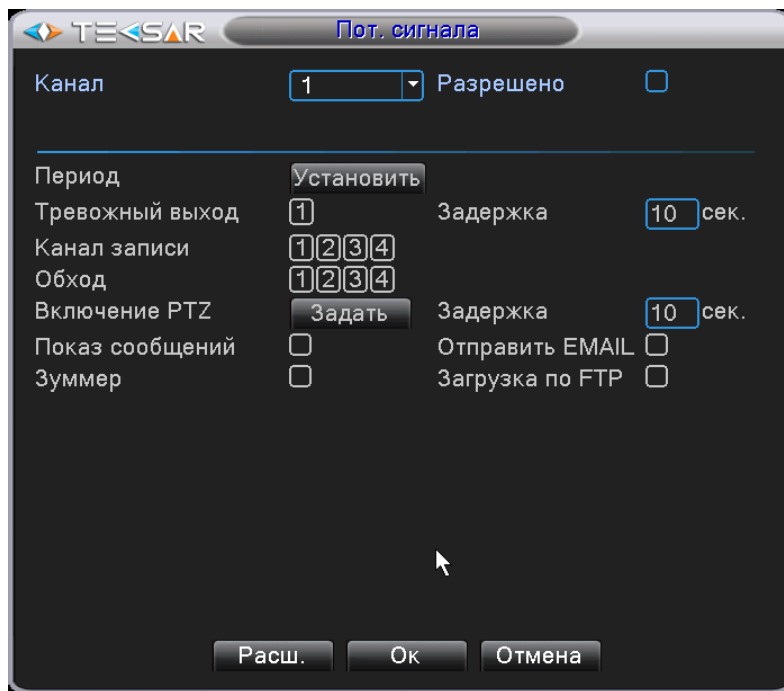 TEKSAR Пот. сигнала
Канал 1 Разрешено
Период Установить
Тревожный выход 1 Задержка 10 сек.
Канал записи 1 2 3 4
Обход 1 2 3 4
Включение PTZ Задать Задержка 10 сек.
Показ сообщений Отправить EMAIL
Зуммер Загрузка по FTP
Расш. Ок Отмена